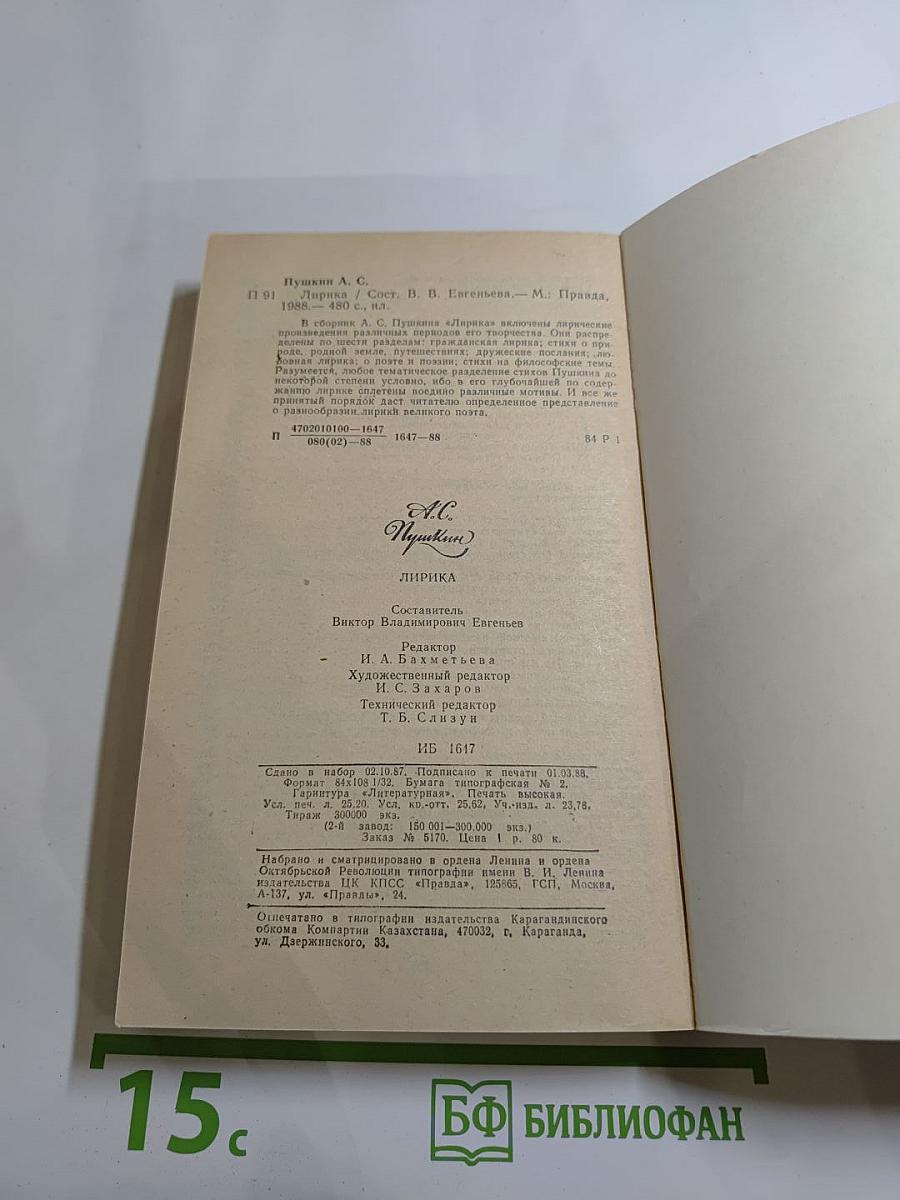 Пушкин А. С.
П 91 Лирика / Сост. В. В. Евгеньева.— М.: Правда,
1988.— 480 с., ил.
В сборник А. С. Пушкина «Лирика» включены лирические
произведения различных периодов его творчества. Они распре-
делены по шести разделам: гражданская лирика; стихи о при-
роде, родной земле, путешествиях; дружеские послания; лю-
бовная лирика; о поэте и поэзии; стихи на философские темы.
Разумеется, любое тематическое разделение стихов Пушкина до
некоторой степени условно, ибо в его глубочайшей по содер-
жанию лирике сплетены воедино различные мотивы. И все же
принятый порядок даст читателю определенное представление
о разнообразии лирики великого поэта.
П 4702010100—1647
080(02)—88 1647—88 84 Р 1
А.С.
Пушкин
ЛИРИКА
Составитель
Виктор Владимирович Евгеньев
Редактор
И. А. Бахметьева
Художественный редактор
И. С. Захаров
Технический редактор
Т. Б. Слизун
ИБ 1647
Сдано в набор 02.10.87. Подписано к печати 01.03.88.
Формат 84х108 1/32. Бумага типографская № 2.
Гарнитура «Литературная». Печать высокая.
Усл. печ. л. 25,20. Усл. кр.-отт. 25,62. Уч.-изд. л. 23,78.
Тираж 300000 экз.
(2-й завод: 150 001—300.000 экз.)
Заказ № 5170. Цена 1 р. 80 к.
Набрано и сматрицировано в ордена Ленина и ордена
Октябрьской Революции типографии имени В. И. Ленина
издательства ЦК КПСС «Правда», 125865, ГСП, Москва,
А-137, ул. «Правды», 24.
Отпечатано в типографии издательства Карагандинского
обкома Компартии Казахстана, 470032, г. Караганда,
ул. Дзержинского, 33.
15 с
БФ БИБЛИОФАН